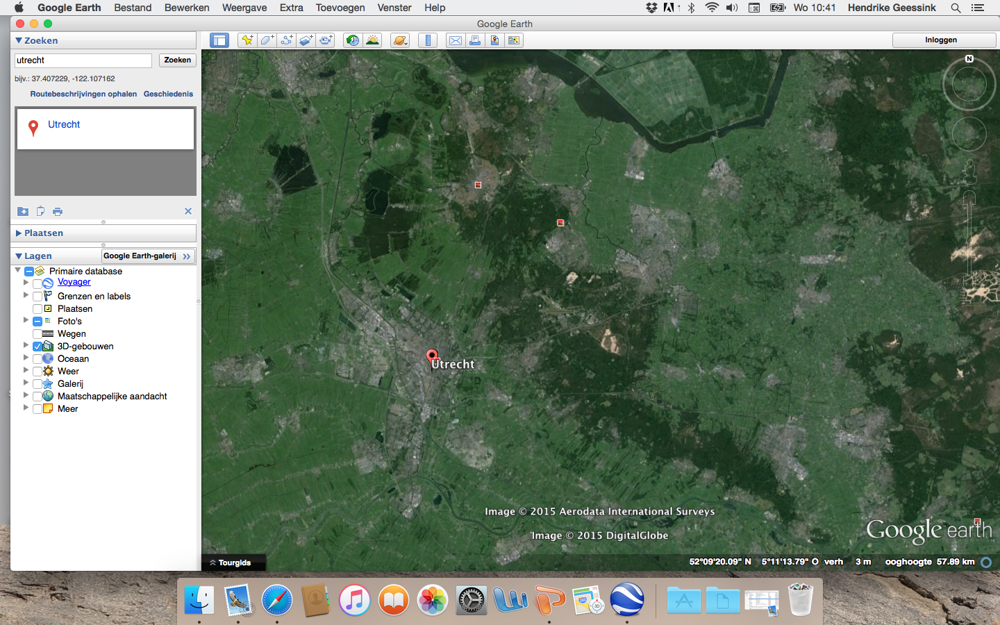 Google Earth Bestand Bewerken Weergave Extra Toevoegen Venster Help Wo 10:41 Hendrike Geessink
Google Earth
Zoeken
Inloggen
utrecht Zoeken
bijv.: 37.407229, -122.107162
Routebeschrijvingen ophalen Geschiedenis
Utrecht
Plaatsen
Lagen Google Earth-galerij >>
Primaire database
Voyager
Grenzen en labels
Plaatsen
Foto's
Wegen
3D-gebouwen
Oceaan
Weer
Galerij
Maatschappelijke aandacht
Meer
N
Utrecht
Image © 2015 Aerodata International Surveys
Image © 2015 DigitalGlobe
Google earth
Tourgids
52°09'20.09" N 5°11'13.79" O verh 3 m ooghoogte 57.89 km